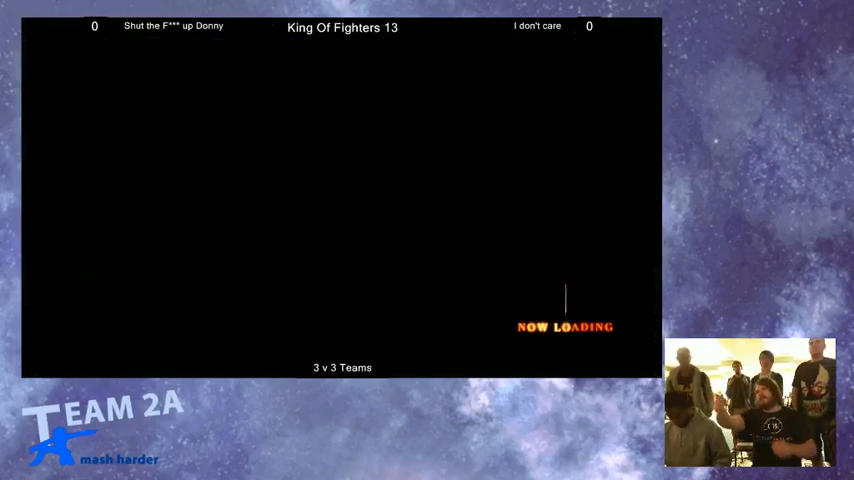 0 Shut the F*** up Donny King Of Fighters 13 I don't care 0
NOW LOADING
3 v 3 Teams
TEAM 2A
mash harder